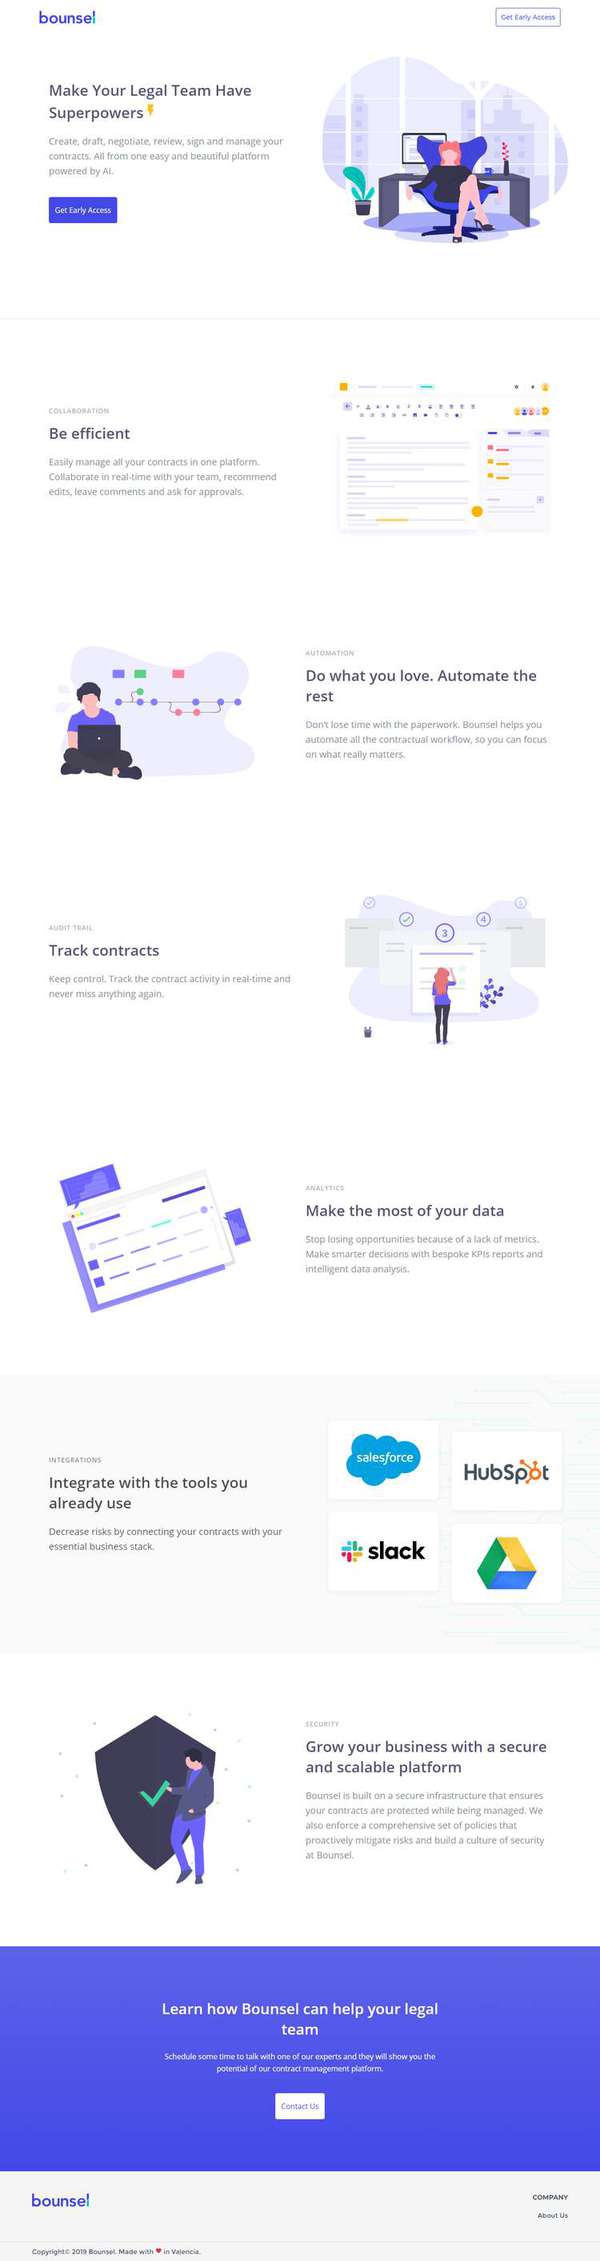 bounsel
Get Early Access
Make Your Legal Team Have
Superpowers
Create, draft, negotiate, review, sign and manage your
contracts. All from one easy and beautiful platform
powered by AI.
Get Early Access
COLLABORATION
Be efficient
Easily manage all your contracts in one platform.
Collaborate in real-time with your team, recommend
edits, leave comments and ask for approvals.
AUTOMATION
Do what you love. Automate the
rest
Don't lose time with the paperwork. Bounsel helps you
automate all the contractual workflow, so you can focus
on what really matters.
AUDIT TRAIL
Track contracts
Keep control. Track the contract activity in real-time and
never miss anything again.
3
4
ANALYTICS
Make the most of your data
Stop losing opportunities because of a lack of metrics.
Make smarter decisions with bespoke KPIs reports and
intelligent data analysis.
INTEGRATIONS
Integrate with the tools you
already use
Decrease risks by connecting your contracts with your
essential business stack.
salesforce
HubSpot
slack
SECURITY
Grow your business with a secure
and scalable platform
Bounsel is built on a secure infrastructure that ensures
your contracts are protected while being managed. We
also enforce a comprehensive set of policies that
proactively mitigate risks and build a culture of security
at Bounsel.
Learn how Bounsel can help your legal
team
Schedule some time to talk with one of our experts and they will show you the
potential of our contract management platform.
Contact Us
bounsel
COMPANY
About Us
Copyright© 2019 Bounsel. Made with ❤ in Valencia.